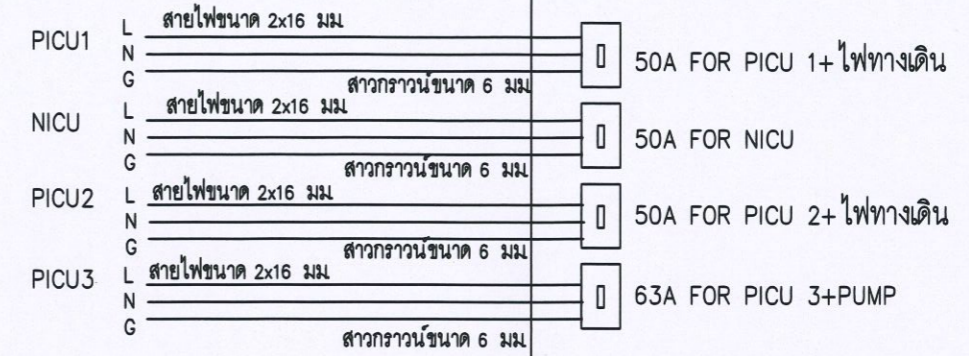 สายไฟขนาด 2x16 มม.
PICU1 L
N
G
50A FOR PICU 1+ไฟทางเดิน
สาวกราวน์ขนาด 6 มม
สายไฟขนาด 2x16 มม.
NICU L
N
G
50A FOR NICU
สาวกราวน์ขนาด 6 มม
PICU2 L สายไฟขนาด 2x16 มม.
N
G
50A FOR PICU 2+ไฟทางเดิน
สาวกราวน์ขนาด 6 มม
PICU3 L สายไฟขนาด 2x16 มม.
N
G
63A FOR PICU 3+PUMP
สาวกราวน์ขนาด 6 มม